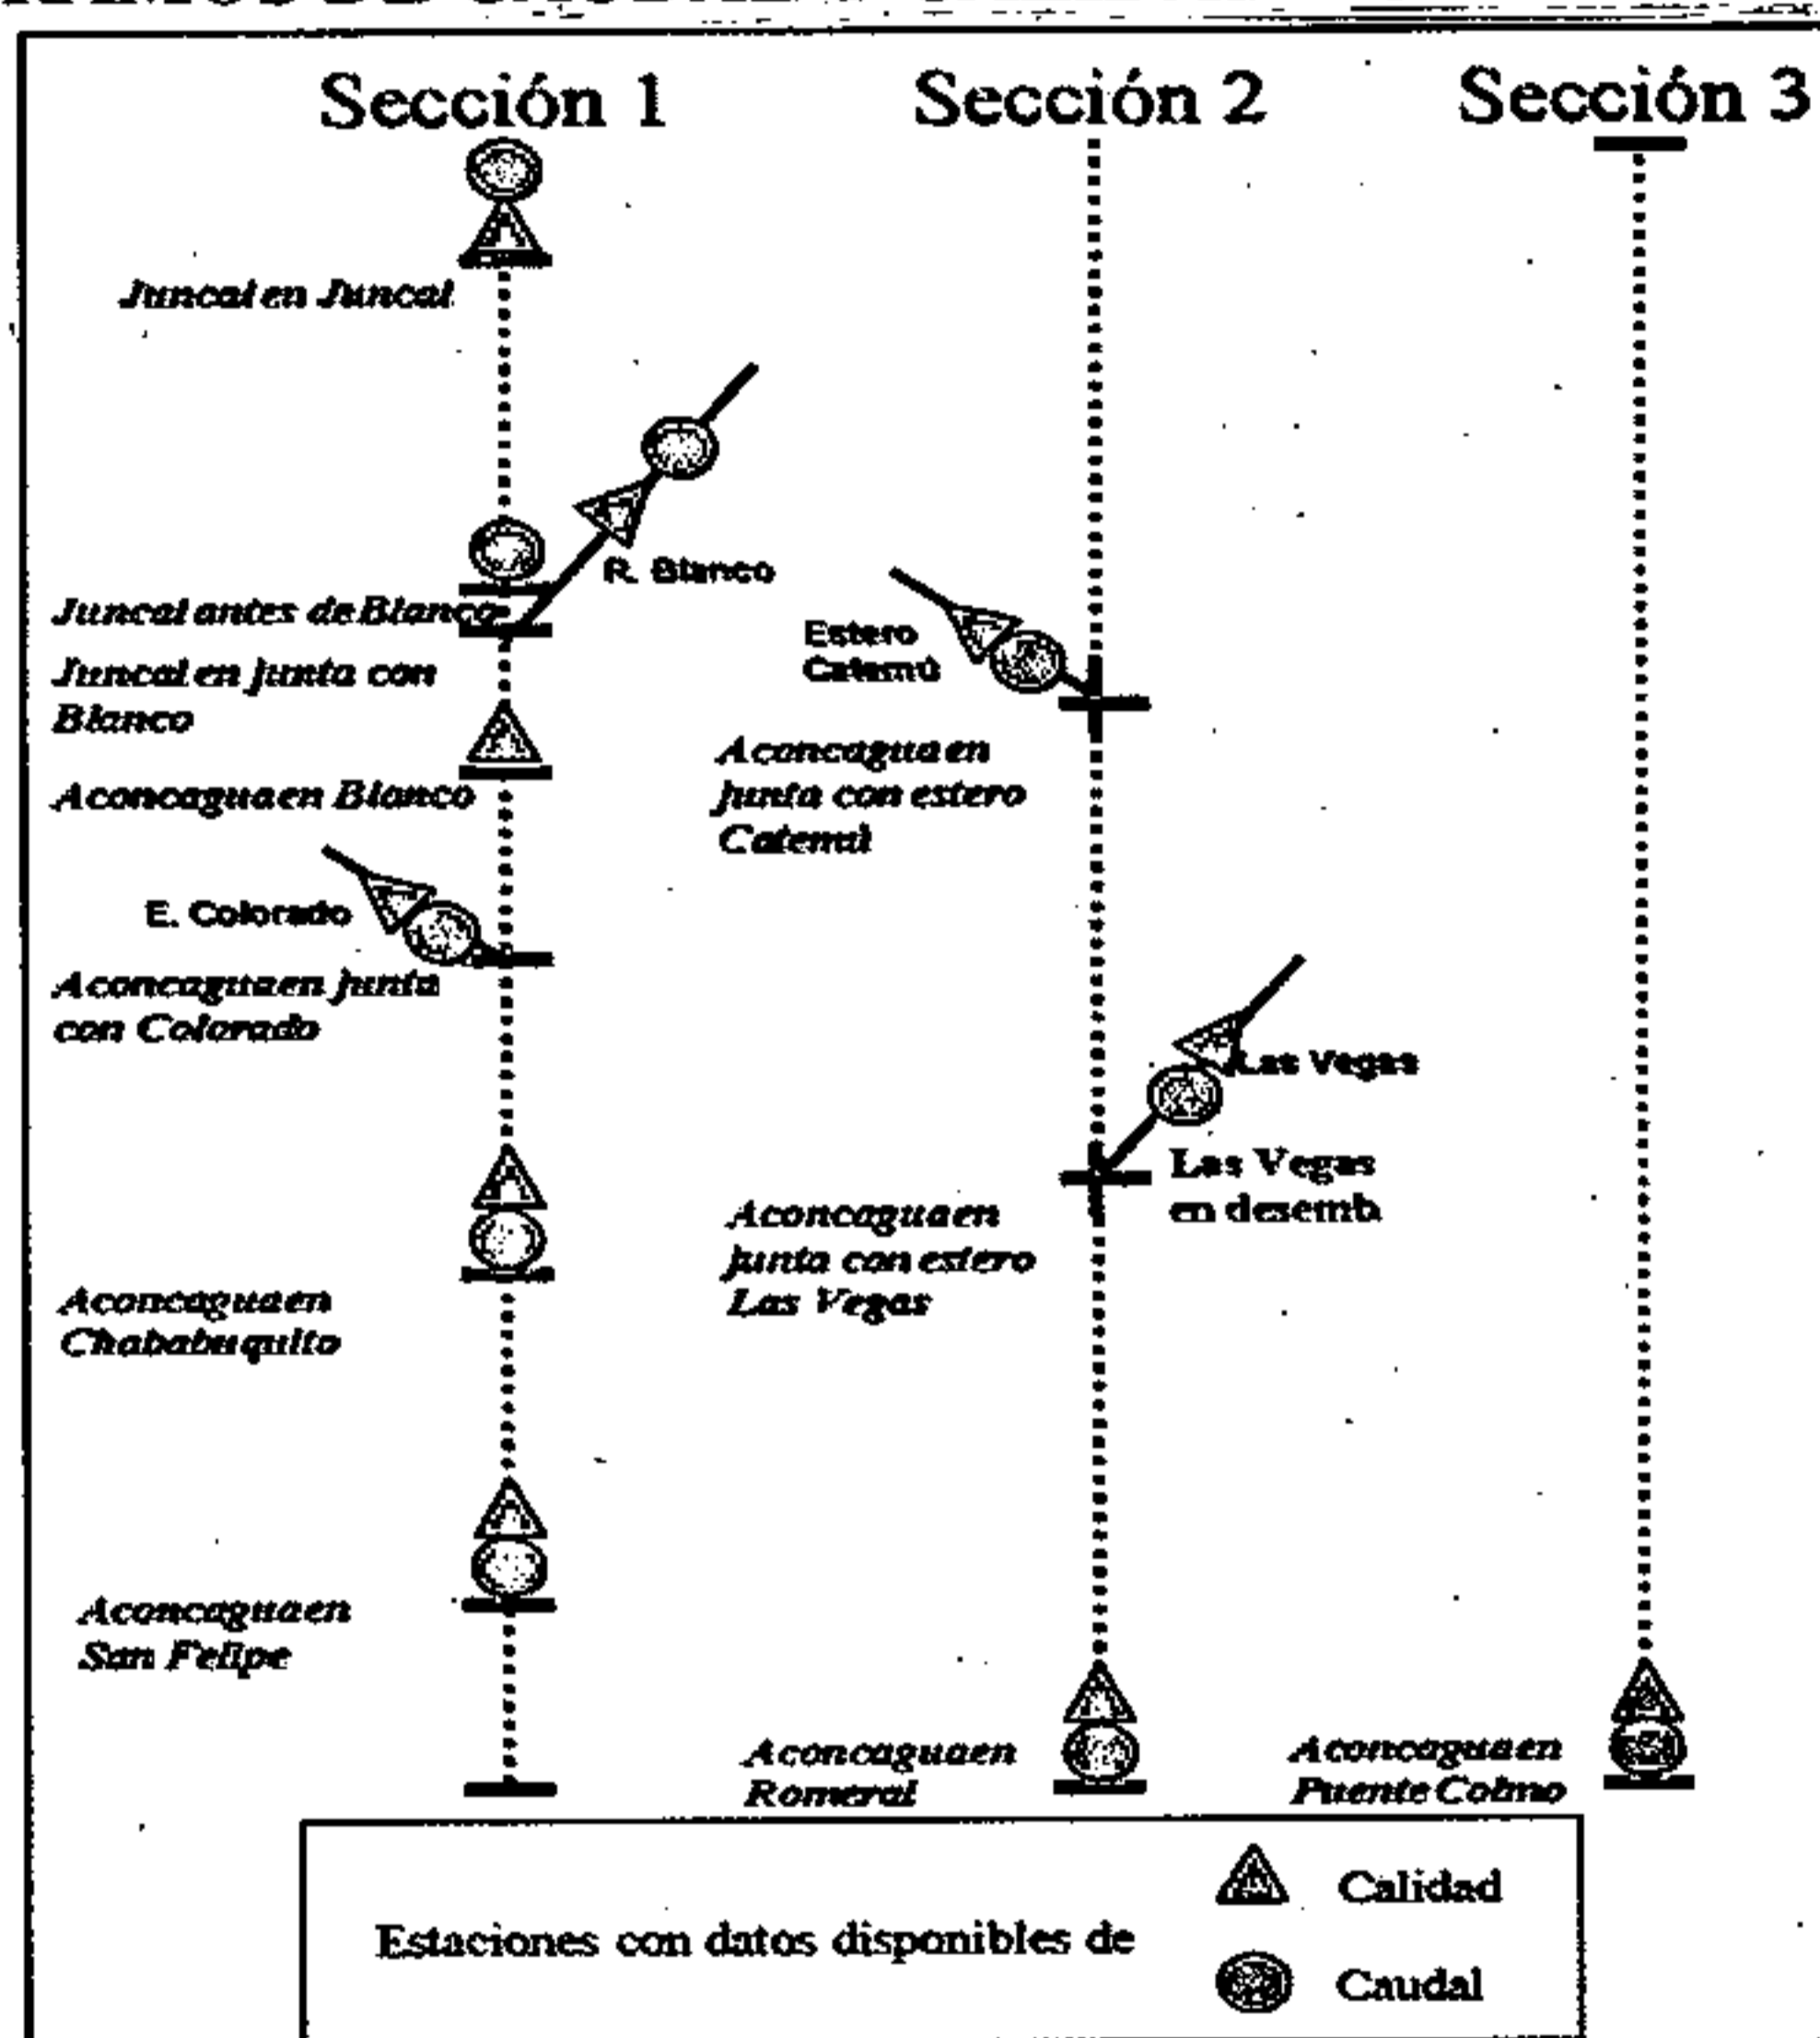 Sección 1
Sección 2
Sección 3
Juncal en Juncal
R. Blanco
Juncal antes de Blanco
Juncal en junta con
Blanco
Aconcagua en Blanco
E. Colorado
Aconcagua en junta
con Colorado
Aconcagua en
Chababuquito
Aconcagua en
San Felipe
Estero
Catemú
Aconcagua en
junta con estero
Catemú
Las Vegas
Las Vegas
en desemb.
Aconcagua en
junta con estero
Las Vegas
Aconcagua en
Romeral
Aconcagua en
Puente Colmo
Estaciones con datos disponibles de
Calidad
Caudal